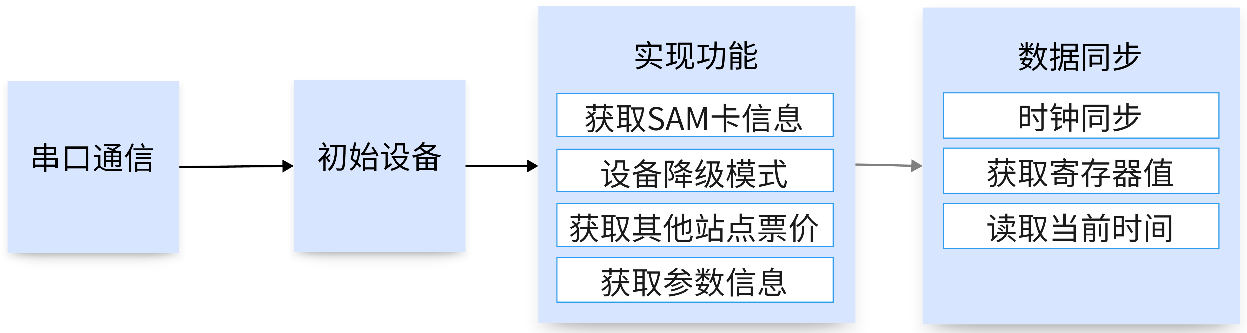 串口通信
初始设备
实现功能
获取SAM卡信息
设备降级模式
获取其他站点票价
获取参数信息
数据同步
时钟同步
获取寄存器值
读取当前时间